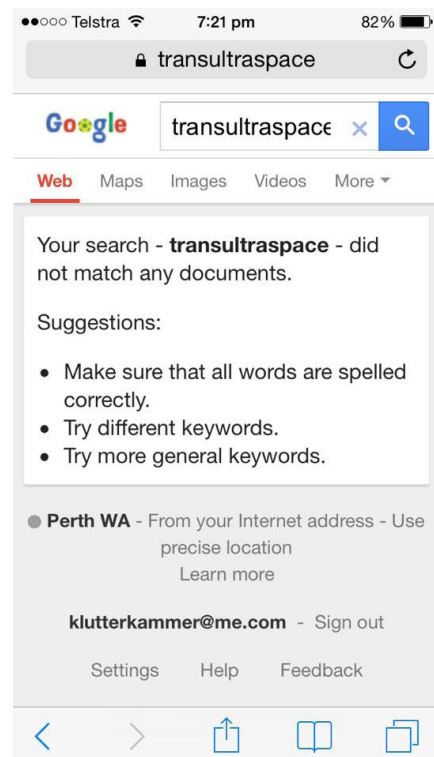 Telstra 7:21 pm 82%
transultraspace
Google transultraspace
Web Maps Images Videos More
Your search - transultraspace - did
not match any documents.
Suggestions:
Make sure that all words are spelled
correctly.
Try different keywords.
Try more general keywords.
Perth WA - From your Internet address - Use
precise location
Learn more
klutterkammer@me.com - Sign out
Settings Help Feedback